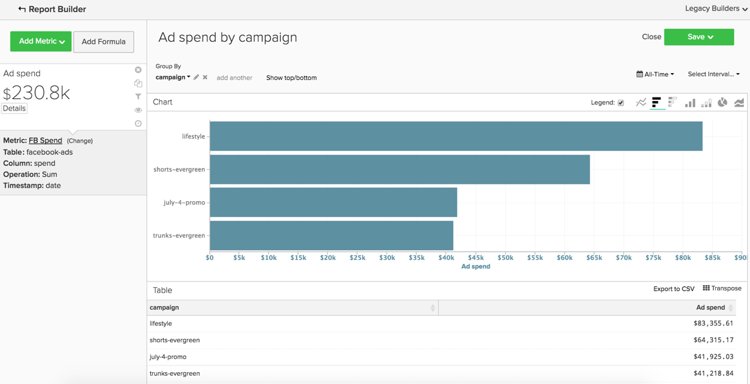 Report Builder
Legacy Builders
Add Metric
Add Formula
Ad spend by campaign
Close
Save
Group By
campaign
add another
Show top/bottom
All-Time
Select Interval...
Ad spend
$230.8k
Details
Metric: FB Spend (Change)
Table: facebook-ads
Column: spend
Operation: Sum
Timestamp: date
Chart
Legend:
lifestyle
shorts-evergreen
july-4-promo
trunks-evergreen
$0 $5k $10k $15k $20k $25k $30k $35k $40k $45k $50k $55k $60k $65k $70k $75k $80k $85k $90k
Ad spend
Table
Export to CSV
Transpose
campaign Ad spend
lifestyle $83,355.61
shorts-evergreen $64,315.17
july-4-promo $41,925.03
trunks-evergreen $41,218.84